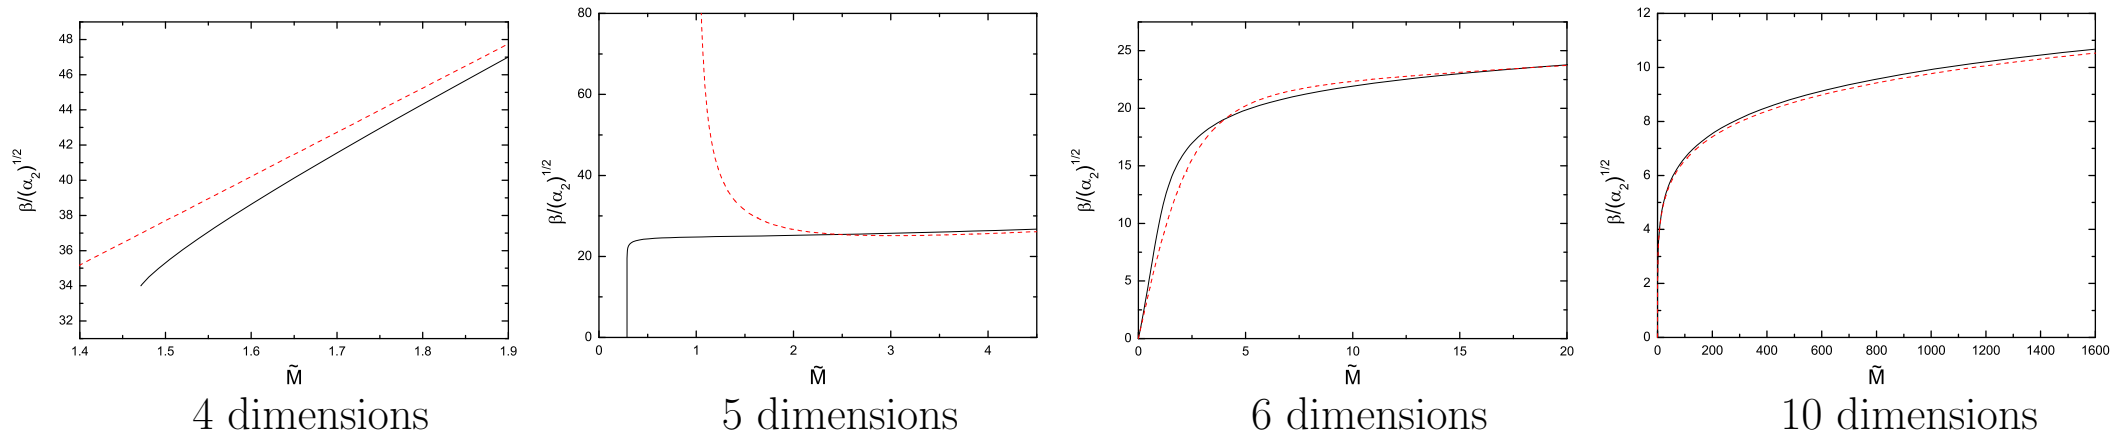 48
46
44
42
40
38
36
34
32
1.4 1.5 1.6 1.7 1.8 1.9
β/(α₂)^1/2
M̃
4 dimensions
80
60
40
20
0
0 1 2 3 4
β/(α₂)^1/2
M̃
5 dimensions
25
20
15
10
5
0
0 5 10 15 20
β/(α₂)^1/2
M̃
6 dimensions
12
10
8
6
4
2
0
0 200 400 600 800 1000 1200 1400 1600
β/(α₂)^1/2
M̃
10 dimensions